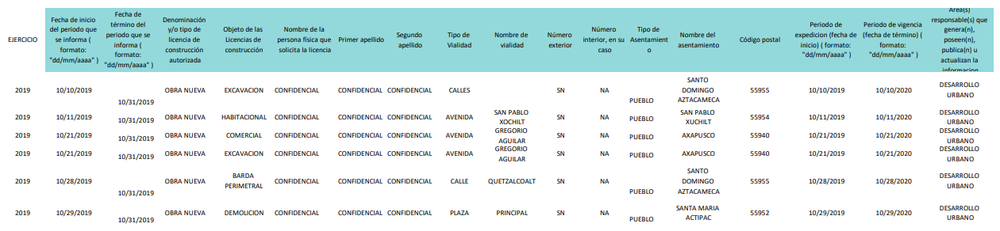 EJERCICIO
Fecha de inicio
del periodo que
se informa (
formato:
"dd/mm/aaaa" )
Fecha de
término del
periodo que se
informa (
formato:
"dd/mm/aaaa" )
Denominación
y/o tipo de
licencia de
construcción
autorizada
Objeto de las
Licencias de
construcción
Nombre de la
persona física que
solicita la licencia
Primer apellido
Segundo
apellido
Tipo de
Vialidad
Nombre de
vialidad
Número
exterior
Número
interior, en su
caso
Tipo de
Asentamient
o
Nombre del
asentamiento
Código postal
Periodo de
expedicion (fecha de
inicio) ( formato:
"dd/mm/aaaa" )
Periodo de vigencia
(fecha de término) (
formato:
"dd/mm/aaaa" )
Área(s)
responsable(s) que
genera(n),
poseen(n),
publica(n) u
actualizan la
informacion
2019 10/10/2019 10/31/2019 OBRA NUEVA EXCAVACION CONFIDENCIAL CONFIDENCIAL CONFIDENCIAL CALLES SN NA PUEBLO
SANTO
DOMINGO
AZTACAMECA
55955 10/10/2019 10/10/2020
DESARROLLO
URBANO
2019 10/11/2019 10/31/2019 OBRA NUEVA HABITACIONAL CONFIDENCIAL CONFIDENCIAL CONFIDENCIAL AVENIDA
SAN PABLO
XOCHILT
SN NA PUEBLO
SAN PABLO
XUCHILT
55954 10/11/2019 10/11/2020
DESARROLLO
URBANO
2019 10/21/2019 10/31/2019 OBRA NUEVA COMERCIAL CONFIDENCIAL CONFIDENCIAL CONFIDENCIAL AVENIDA
GREGORIO
AGUILAR
SN NA PUEBLO AXAPUSCO 55940 10/21/2019 10/21/2020
DESARROLLO
URBANO
2019 10/21/2019 10/31/2019 OBRA NUEVA EXCAVACION CONFIDENCIAL CONFIDENCIAL CONFIDENCIAL AVENIDA
GREGORIO
AGUILAR
SN NA PUEBLO AXAPUSCO 55940 10/21/2019 10/21/2020
DESARROLLO
URBANO
2019 10/28/2019 10/31/2019 OBRA NUEVA
BARDA
PERIMETRAL
CONFIDENCIAL CONFIDENCIAL CONFIDENCIAL CALLE QUETZALCOALT SN NA PUEBLO
SANTO
DOMINGO
AZTACAMECA
55955 10/28/2019 10/28/2020
DESARROLLO
URBANO
2019 10/29/2019 10/31/2019 OBRA NUEVA DEMOLICION CONFIDENCIAL CONFIDENCIAL CONFIDENCIAL PLAZA PRINCIPAL SN NA PUEBLO
SANTA MARIA
ACTIPAC
55952 10/29/2019 10/29/2020
DESARROLLO
URBANO